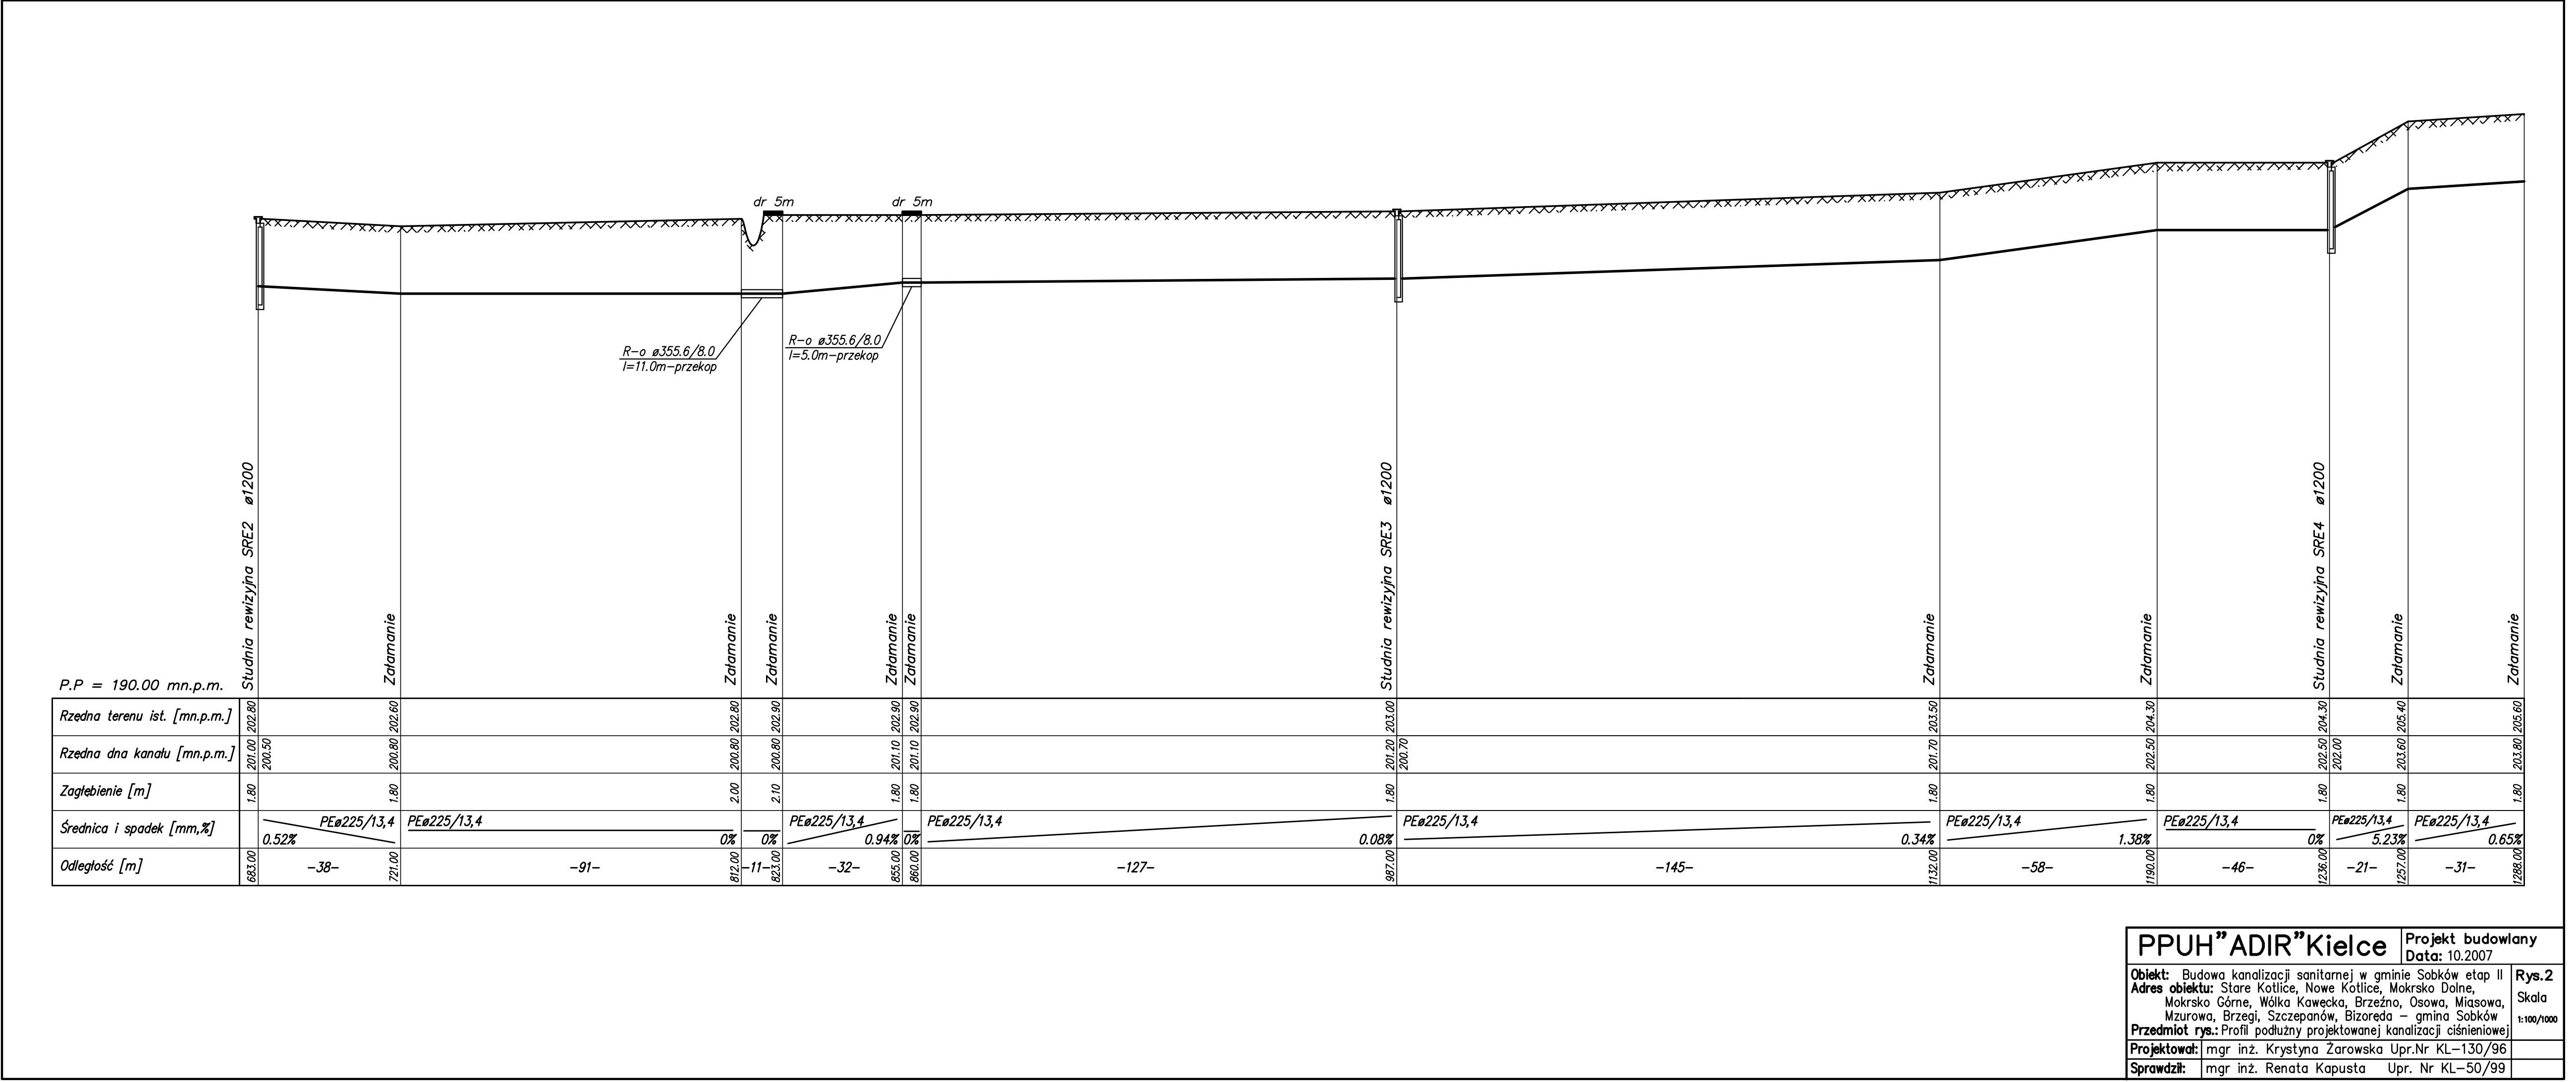 dr 5m
dr 5m
R-o ø355.6/8.0
l=11.0m-przekop
R-o ø355.6/8.0
l=5.0m-przekop
Studnia rewizyjna SRE2 ø1200
Załamanie
Załamanie
Załamanie
Załamanie
Załamanie
Studnia rewizyjna SRE3 ø1200
Załamanie
Załamanie
Studnia rewizyjna SRE4 ø1200
Załamanie
Załamanie
P.P = 190.00 mn.p.m.
Rzędna terenu ist. [mn.p.m.] 202.80 202.60 202.80 202.90 202.90 202.90 203.00 203.50 204.30 204.30 205.40 205.60
Rzędna dna kanału [mn.p.m.] 201.00 200.50 200.80 200.80 200.80 201.10 201.10 201.20 200.70 201.70 202.50 202.50 202.00 203.60 203.80
Zagłębienie [m] 1.80 1.80 2.00 2.10 1.80 1.80 1.80 1.80 1.80 1.80 1.80 1.80
Średnica i spadek [mm,%] PEø225/13,4 0.52% PEø225/13,4 0% 0% PEø225/13,4 0.94% 0% PEø225/13,4 0.08% PEø225/13,4 0.34% PEø225/13,4 1.38% PEø225/13,4 0% PEø225/13,4 5.23% PEø225/13,4 0.65%
Odległość [m] 683.00 -38- 721.00 -91- 812.00 -11- 823.00 -32- 855.00 860.00 -127- 987.00 -145- 1132.00 -58- 1190.00 -46- 1236.00 -21- 1257.00 -31- 1288.00
PPUH"ADIR"Kielce
Projekt budowlany
Data: 10.2007
Obiekt: Budowa kanalizacji sanitarnej w gminie Sobków etap II
Adres obiektu: Stare Kotlice, Nowe Kotlice, Mokrsko Dolne,
Mokrsko Górne, Wólka Kawęcka, Brzeźno, Osowa, Miąsowa,
Mzurowa, Brzegi, Szczepanów, Bizoręda - gmina Sobków
Przedmiot rys.: Profil podłużny projektowanej kanalizacji ciśnieniowej
Rys.2
Skala
1:100/1000
Projektował: mgr inż. Krystyna Żarowska Upr.Nr KL-130/96
Sprawdził: mgr inż. Renata Kapusta Upr. Nr KL-50/99